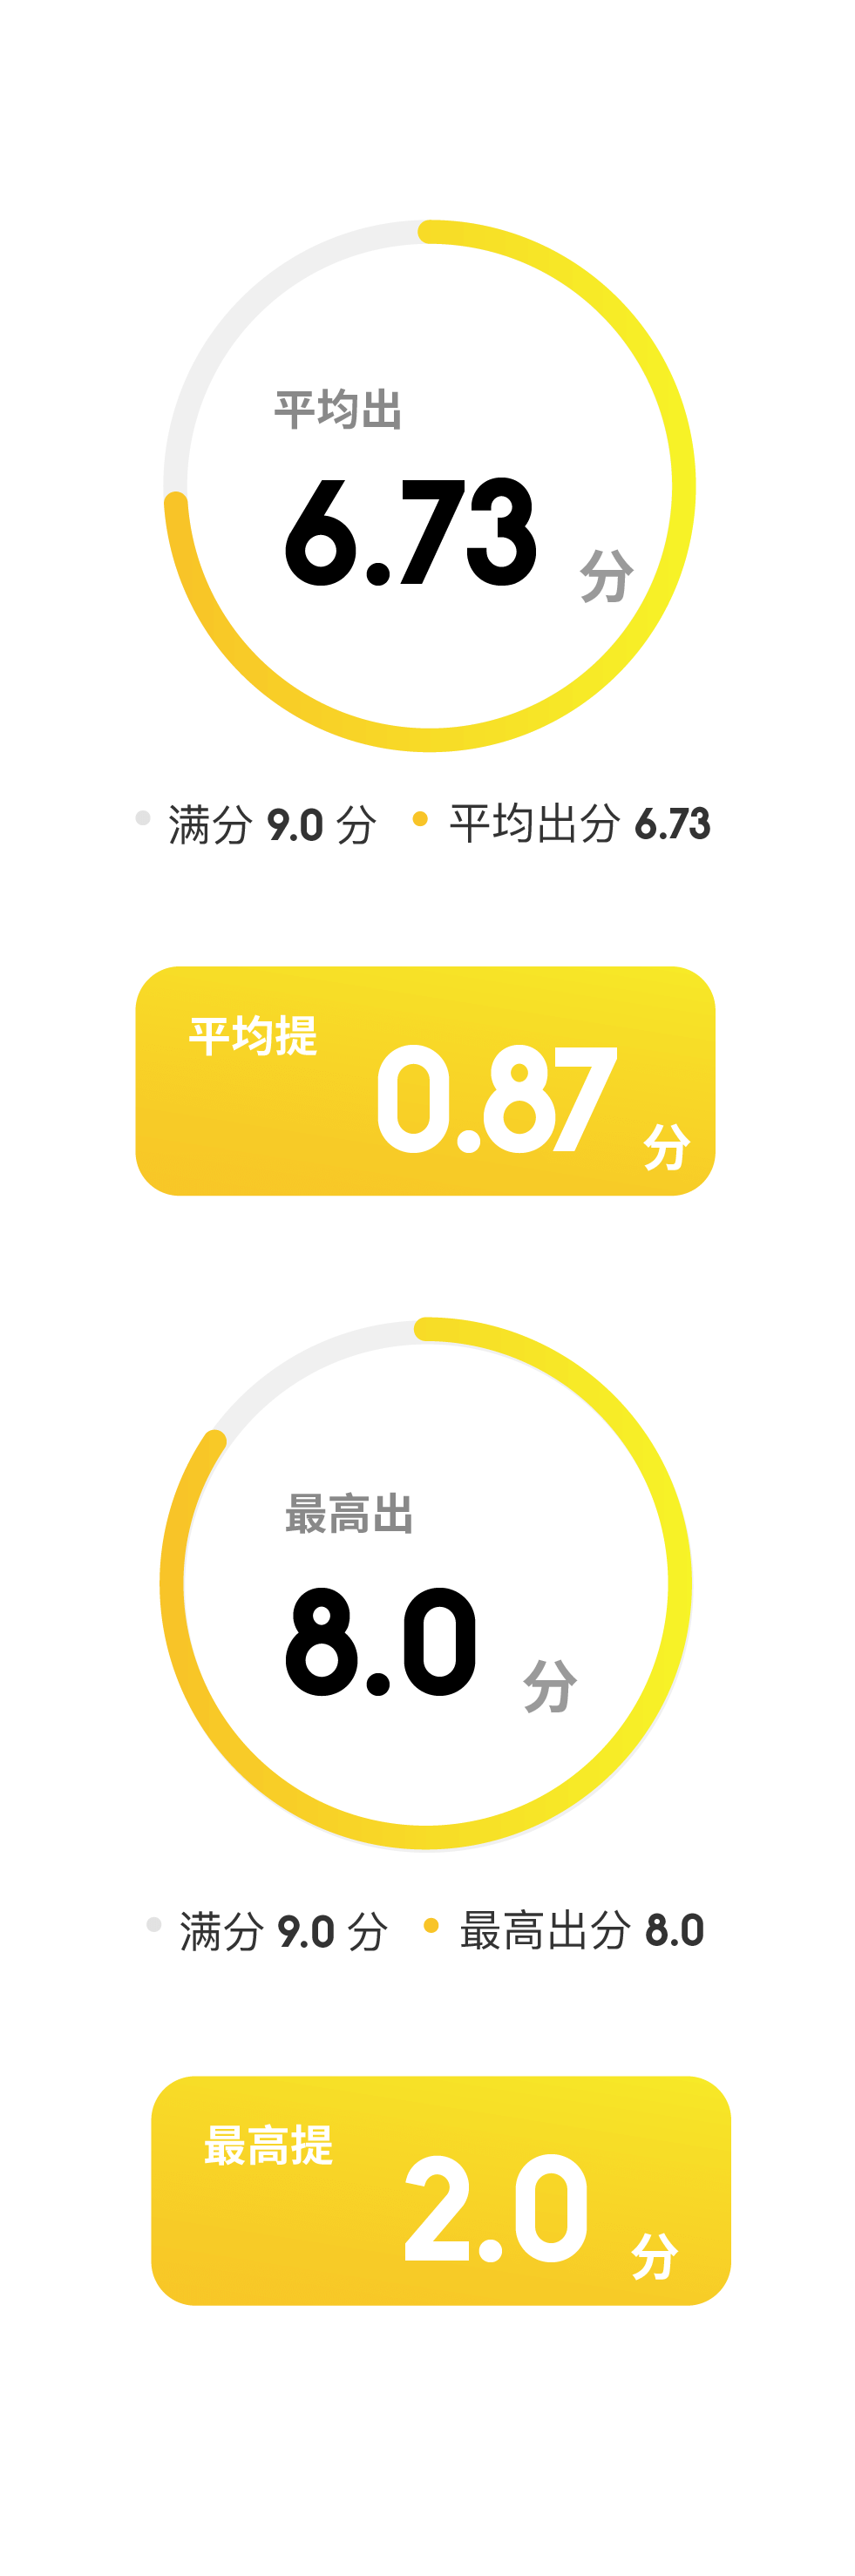 平均出
6.73 分
满分 9.0 分 平均出分 6.73
平均提
0.87 分
最高出
8.0 分
满分 9.0 分 最高出分 8.0
最高提
2.0 分